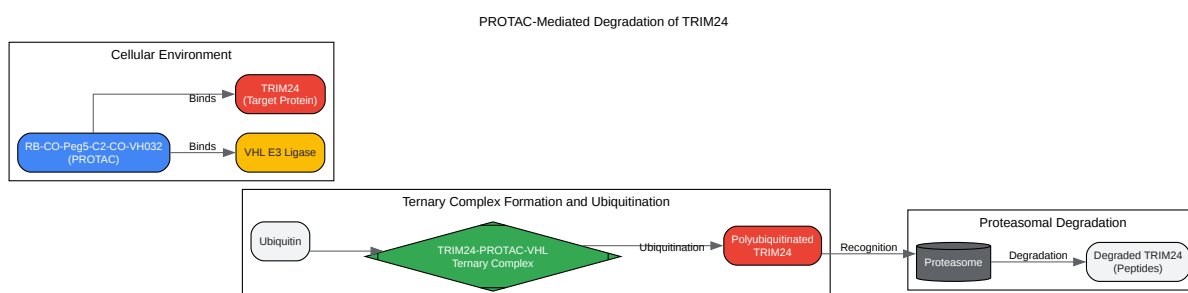 PROTAC-Mediated Degradation of TRIM24
Cellular Environment
TRIM24
(Target Protein)
Binds
RB-CO-Peg5-C2-CO-VH032
(PROTAC)
Binds
VHL E3 Ligase
Ternary Complex Formation and Ubiquitination
Ubiquitin
TRIM24-PROTAC-VHL
Ternary Complex
Ubiquitination
Polyubiquitinated
TRIM24
Recognition
Proteasomal Degradation
Proteasome
Degradation
Degraded TRIM24
(Peptides)